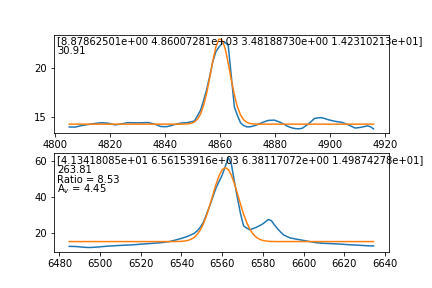 [8.87862501e+00 4.86007281e+03 3.48188730e+00 1.42310213e+01]
30.91
20
15
4800 4820 4840 4860 4880 4900 4920
[4.13418085e+01 6.56153916e+03 6.38117072e+00 1.49874278e+01]
263.81
Ratio = 8.53
Av = 4.45
60
40
20
6480 6500 6520 6540 6560 6580 6600 6620 6640